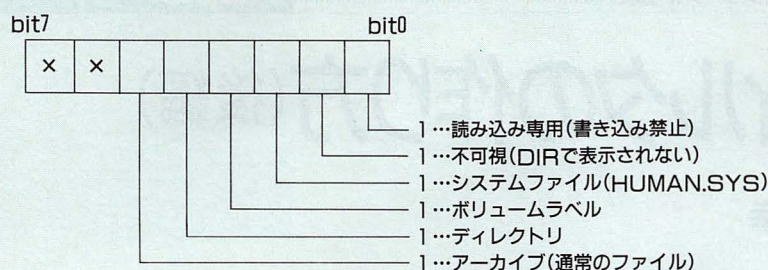 bit7 bit0
× ×
1…読み込み専用(書き込み禁止)
1…不可視(DIRで表示されない)
1…システムファイル(HUMAN.SYS)
1…ボリュームラベル
1…ディレクトリ
1…アーカイブ(通常のファイル)